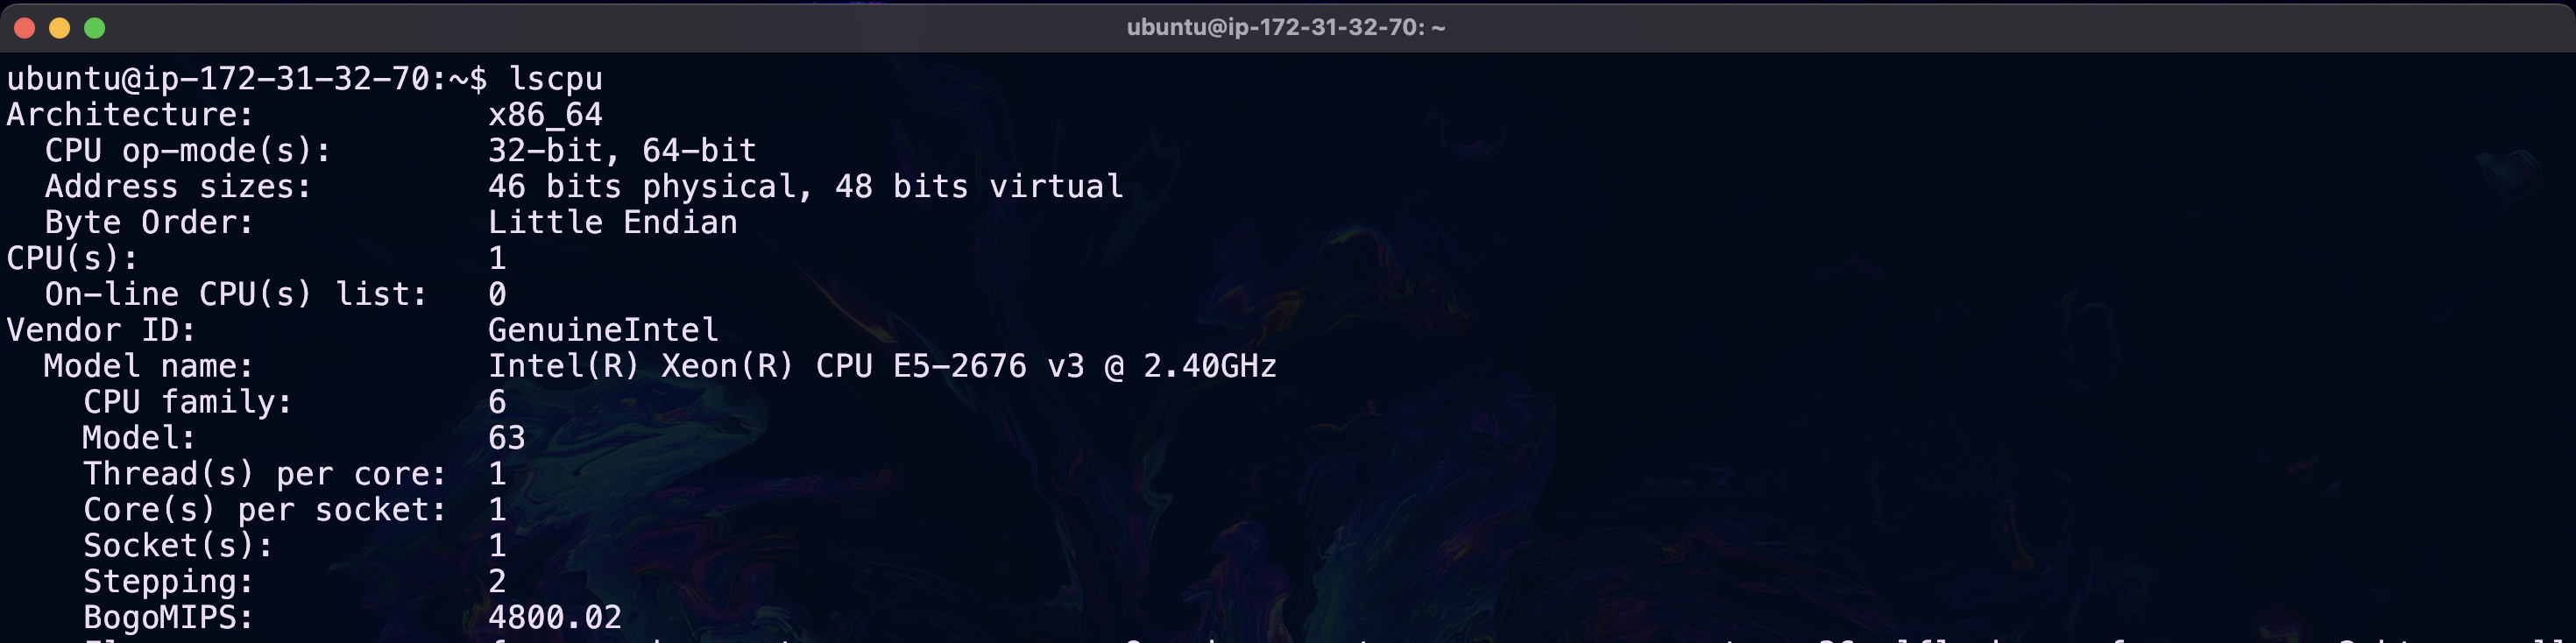 ubuntu@ip-172-31-32-70: ~
ubuntu@ip-172-31-32-70:~$ lscpu
Architecture: x86_64
CPU op-mode(s): 32-bit, 64-bit
Address sizes: 46 bits physical, 48 bits virtual
Byte Order: Little Endian
CPU(s): 1
On-line CPU(s) list: 0
Vendor ID: GenuineIntel
Model name: Intel(R) Xeon(R) CPU E5-2676 v3 @ 2.40GHz
CPU family: 6
Model: 63
Thread(s) per core: 1
Core(s) per socket: 1
Socket(s): 1
Stepping: 2
BogoMIPS: 4800.02